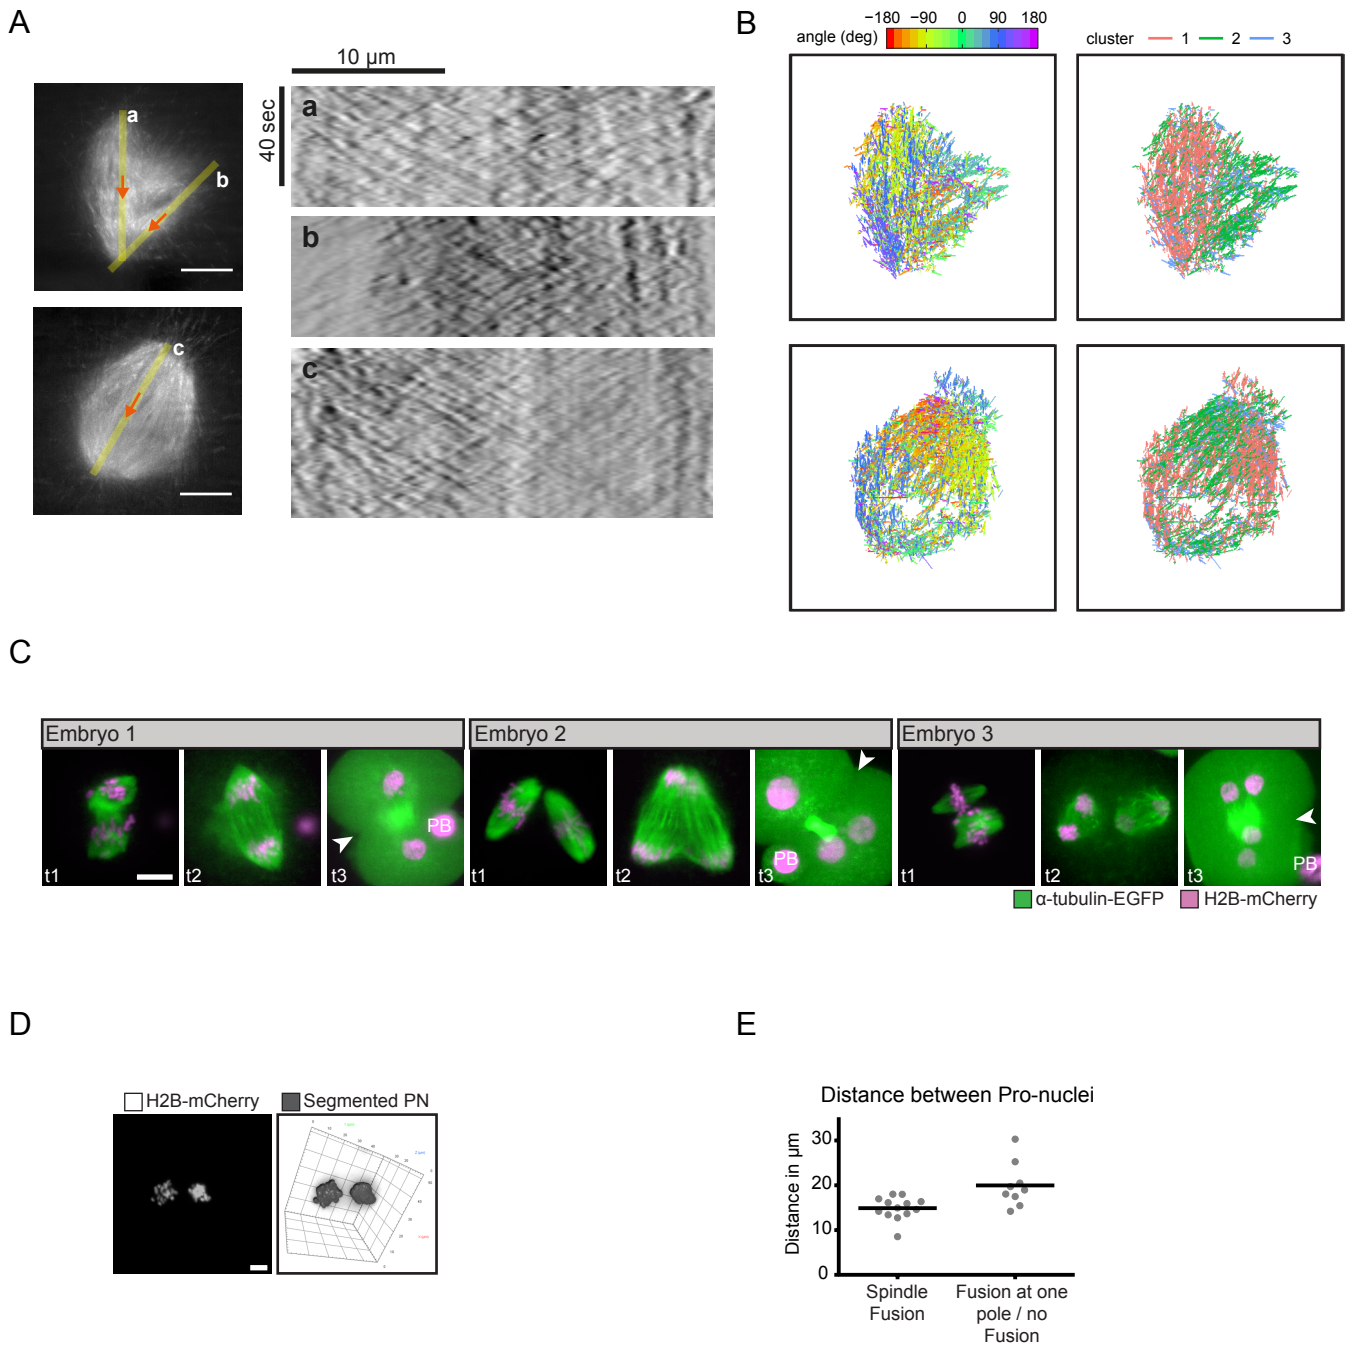 A
10 µm
40 sec
a
b
c
a
b
c
B
−180 −90 0 90 180
angle (deg)
cluster 1 2 3
C
Embryo 1
Embryo 2
Embryo 3
t1
t2
t3
PB
t1
t2
t3
PB
t1
t2
t3
PB
α-tubulin-EGFP H2B-mCherry
D
H2B-mCherry Segmented PN
E
Distance between Pro-nuclei
Distance in µm
30
20
10
0
Spindle
Fusion
Fusion at one
pole / no
Fusion